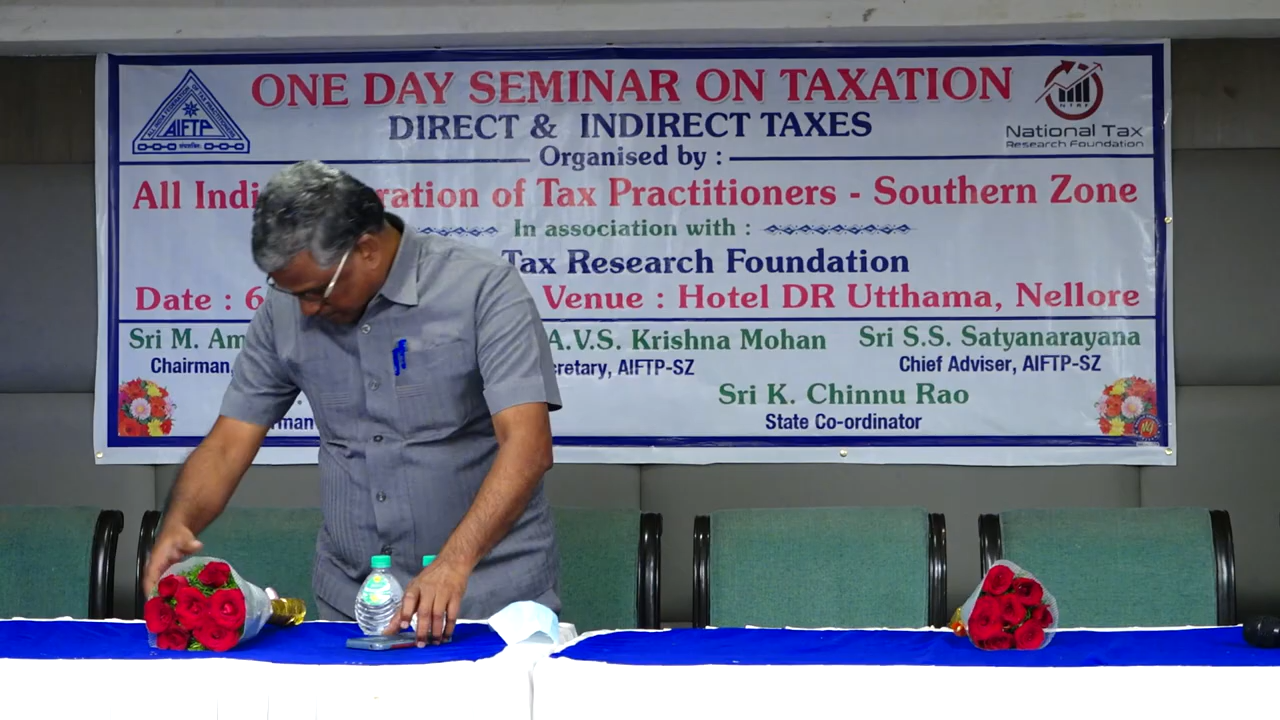 ONE DAY SEMINAR ON TAXATION
DIRECT & INDIRECT TAXES
AIFTP
NTRF
National Tax
Research Foundation
Organised by :
All Indi ration of Tax Practitioners - Southern Zone
In association with :
Tax Research Foundation
Date : 6 Venue : Hotel DR Utthama, Nellore
Sri M. Am A.V.S. Krishna Mohan Sri S.S. Satyanarayana
Chairman, cretary, AIFTP-SZ Chief Adviser, AIFTP-SZ
Sri K. Chinnu Rao
rman State Co-ordinator